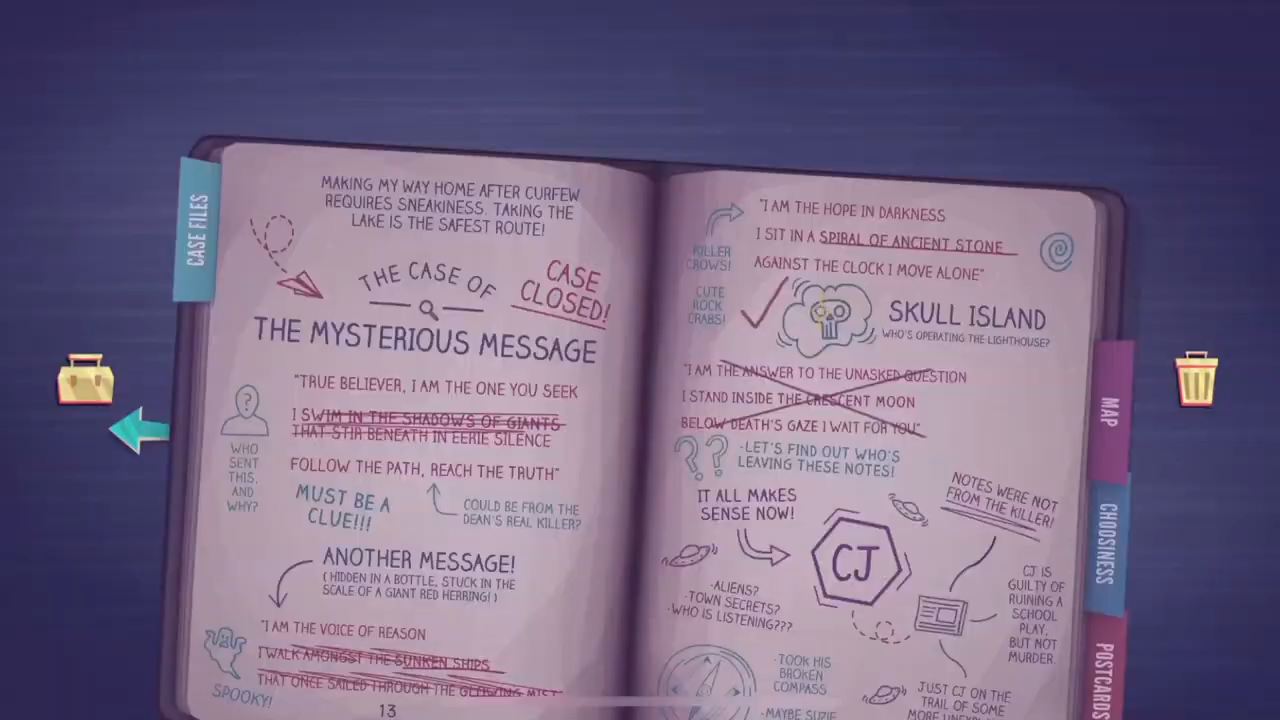 CASE FILES
MAKING MY WAY HOME AFTER CURFEW
REQUIRES SNEAKINESS. TAKING THE
LAKE IS THE SAFEST ROUTE!
THE CASE OF
CASE
CLOSED!
THE MYSTERIOUS MESSAGE
"TRUE BELIEVER, I AM THE ONE YOU SEEK
I SWIM IN THE SHADOWS OF GIANTS
THAT STIR BENEATH IN EERIE SILENCE
FOLLOW THE PATH, REACH THE TRUTH"
?
WHO
SENT
THIS,
AND
WHY?
MUST BE A
CLUE!!!
COULD BE FROM THE
DEAN'S REAL KILLER?
ANOTHER MESSAGE!
(HIDDEN IN A BOTTLE, STUCK IN THE
SCALE OF A GIANT RED HERRING!)
"I AM THE VOICE OF REASON
I WALK AMONGST THE SUNKEN SHIPS
THAT ONCE SAILED THROUGH THE GLOWING MIST
SPOOKY!
13
"I AM THE HOPE IN DARKNESS
I SIT IN A SPIRAL OF ANCIENT STONE
AGAINST THE CLOCK I MOVE ALONE"
KILLER
CROWS!
CUTE
ROCK
CRABS!
SKULL ISLAND
WHO'S OPERATING THE LIGHTHOUSE?
"I AM THE ANSWER TO THE UNASKED QUESTION
I STAND INSIDE THE CRESCENT MOON
BELOW DEATH'S GAZE I WAIT FOR YOU"
??
-LET'S FIND OUT WHO'S
LEAVING THESE NOTES!
IT ALL MAKES
SENSE NOW!
CJ
NOTES WERE NOT
FROM THE KILLER!
-ALIENS?
-TOWN SECRETS?
-WHO IS LISTENING???
CJ IS
GUILTY OF
RUINING A
SCHOOL
PLAY,
BUT NOT
MURDER.
-TOOK HIS
BROKEN
COMPASS
-MAYBE SUZIE
JUST CJ ON THE
TRAIL OF SOME
MAP
CHOOSINESS
POSTCARDS